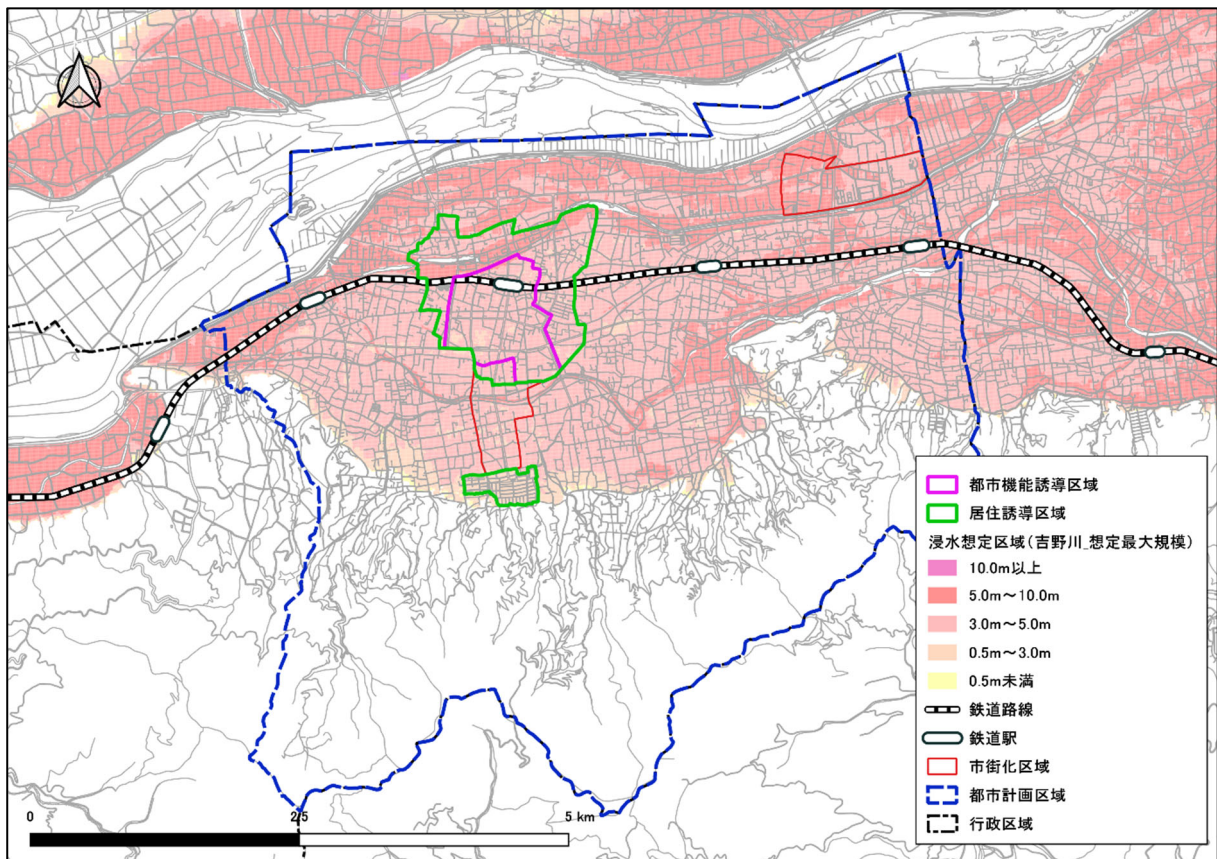 都市機能誘導区域
居住誘導区域
浸水想定区域(吉野川_想定最大規模)
10.0m以上
5.0m～10.0m
3.0m～5.0m
0.5m～3.0m
0.5m未満
鉄道路線
鉄道駅
市街化区域
都市計画区域
行政区域
0 2.5 5 km